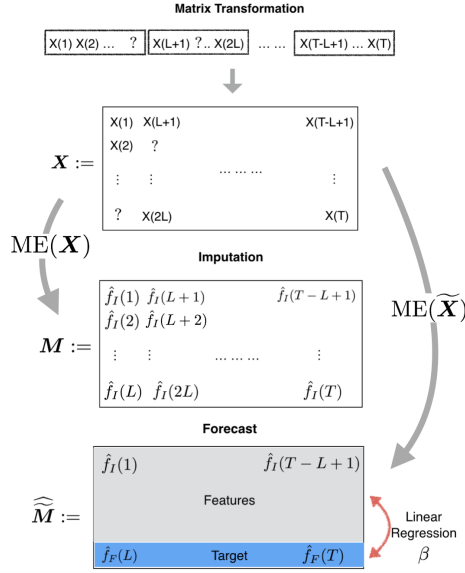 Matrix Transformation
X(1) X(2) ... ? X(L+1) ?.. X(2L) ... ... X(T-L+1) ... X(T)
X(1) X(L+1) X(T-L+1)
X(2) ?
X :=
⋮ ⋮ ... ... ... ⋮
? X(2L) X(T)
ME(X)
Imputation
f̂_I(1) f̂_I(L+1) f̂_I(T−L+1)
f̂_I(2) f̂_I(L+2)
ME(X̃)
M :=
⋮ ⋮ ... ... ... ⋮
f̂_I(L) f̂_I(2L) f̂_I(T)
Forecast
f̂_I(1) f̂_I(T−L+1)
Features
M̃̂ :=
Linear
Regression
β
f̂_F(L) Target f̂_F(T)